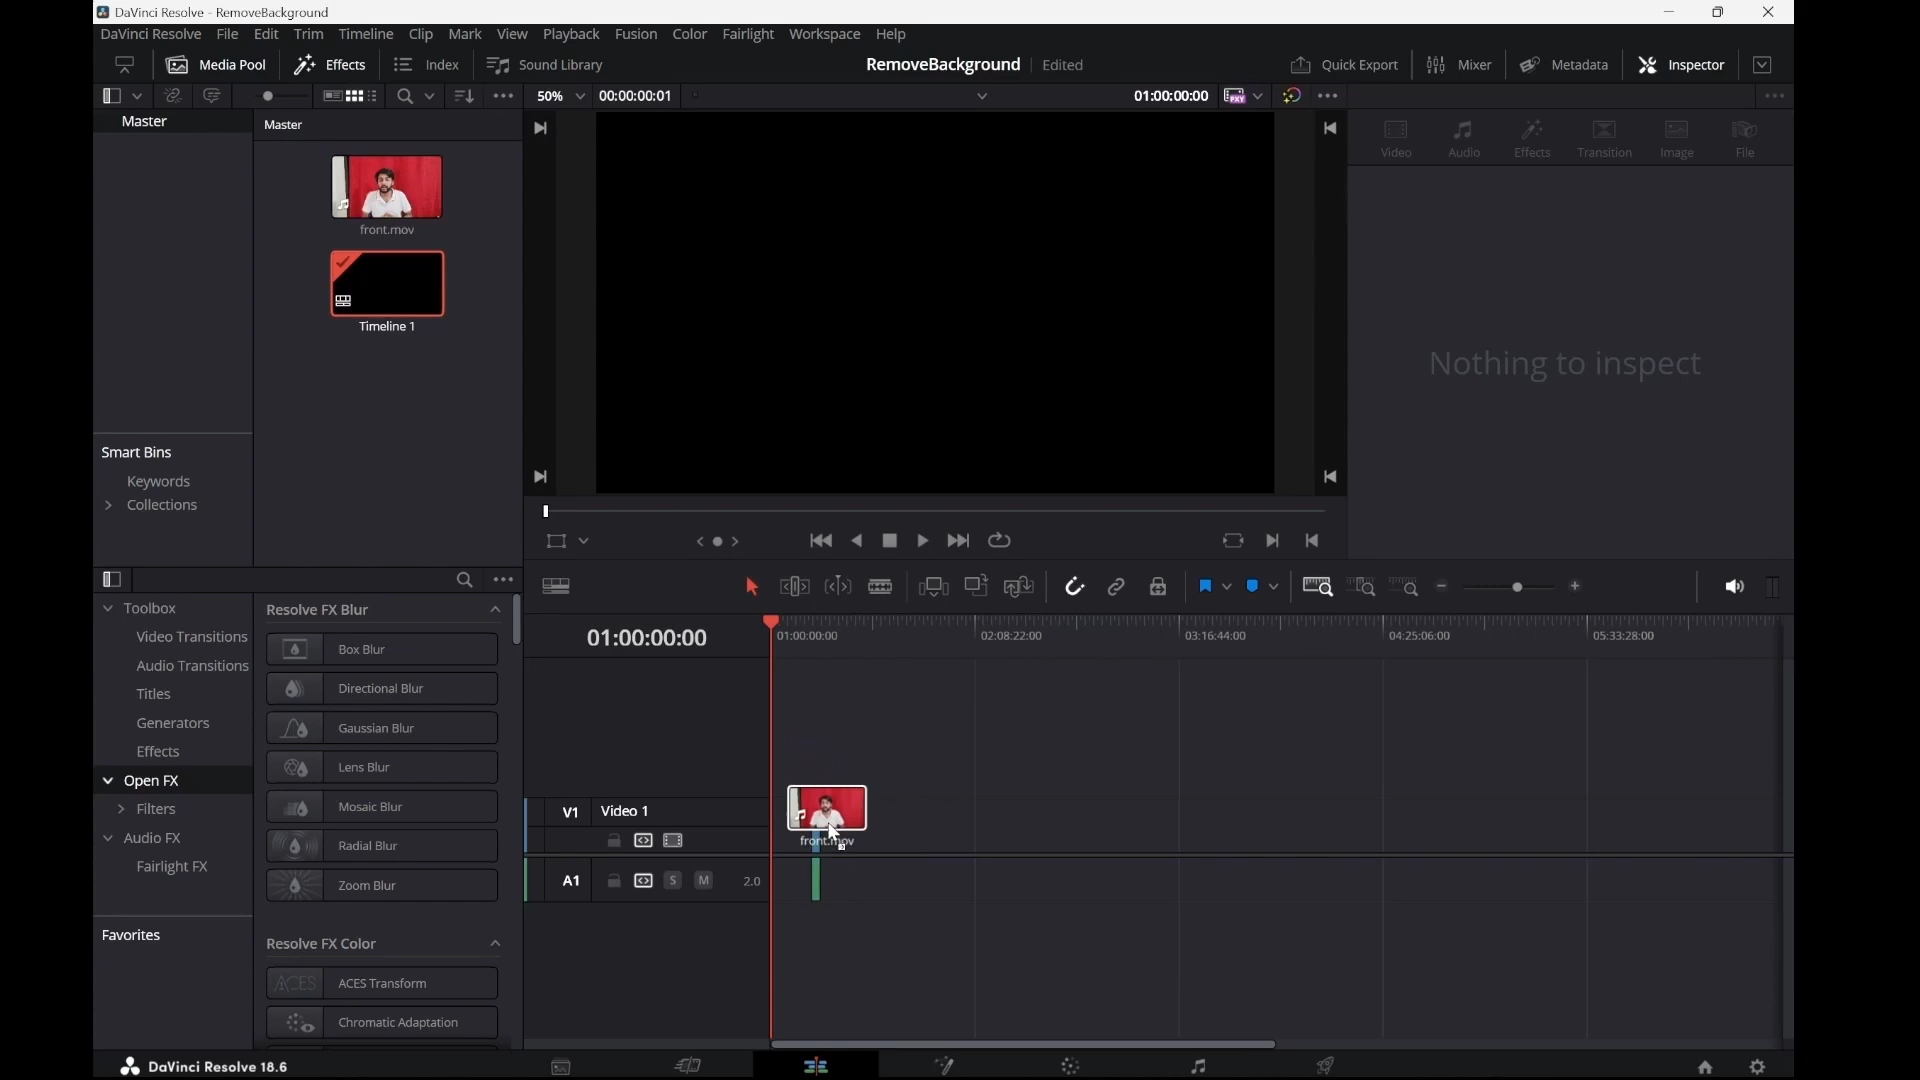 DaVinci Resolve - RemoveBackground
DaVinci Resolve File Edit Trim Timeline Clip Mark View Playback Fusion Color Fairlight Workspace Help
Media Pool Effects Index Sound Library RemoveBackground Edited Quick Export Mixer Metadata Inspector
50% 00:00:00:01 01:00:00:00
Master
Master
Video Audio Effects Transition Image File
front.mov
Timeline 1
Nothing to inspect
Smart Bins
Keywords
Collections
Toolbox
Video Transitions
Audio Transitions
Titles
Generators
Effects
Open FX
Filters
Audio FX
Fairlight FX
Favorites
Resolve FX Blur
Box Blur
Directional Blur
Gaussian Blur
Lens Blur
Mosaic Blur
Radial Blur
Zoom Blur
Resolve FX Color
ACES Transform
Chromatic Adaptation
01:00:00:00
01:00:00:00 02:08:22:00 03:16:44:00 04:25:06:00 05:33:28:00
V1 Video 1
front.mov
A1 S M 2.0
DaVinci Resolve 18.6